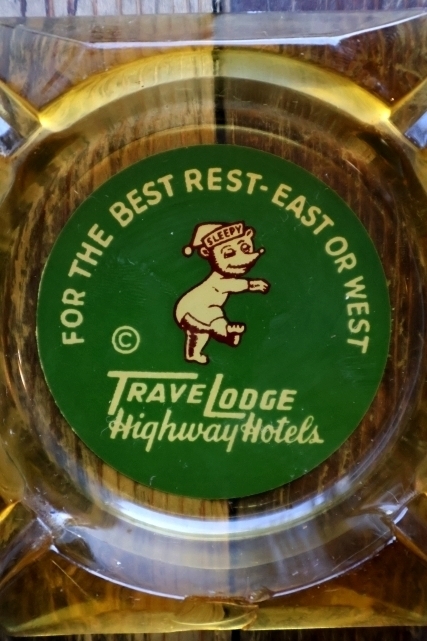 FOR THE BEST REST-EAST OR WEST
SLEEPY
©
TRAVELODGE
Highway Hotels